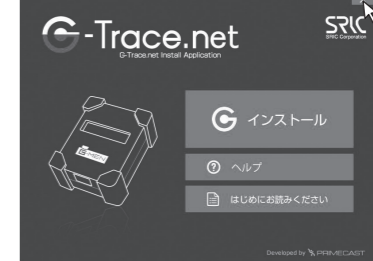 G-Trace.net
G-Trace.net Install Application
SRIC
SRIC Corporation
G-MEN
インストール
ヘルプ
はじめにお読みください
Developed by PRIMECAST